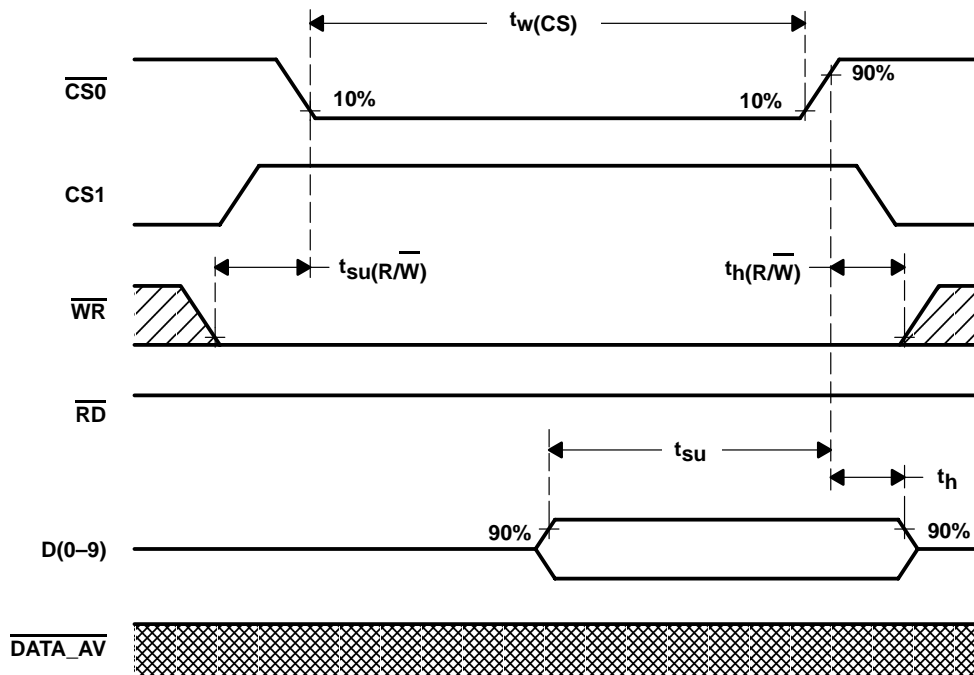 tw(CS)
CS0
90%
10%
10%
CS1
tsu(R/W)
th(R/W)
WR
RD
tsu
th
90%
90%
D(0–9)
DATA_AV